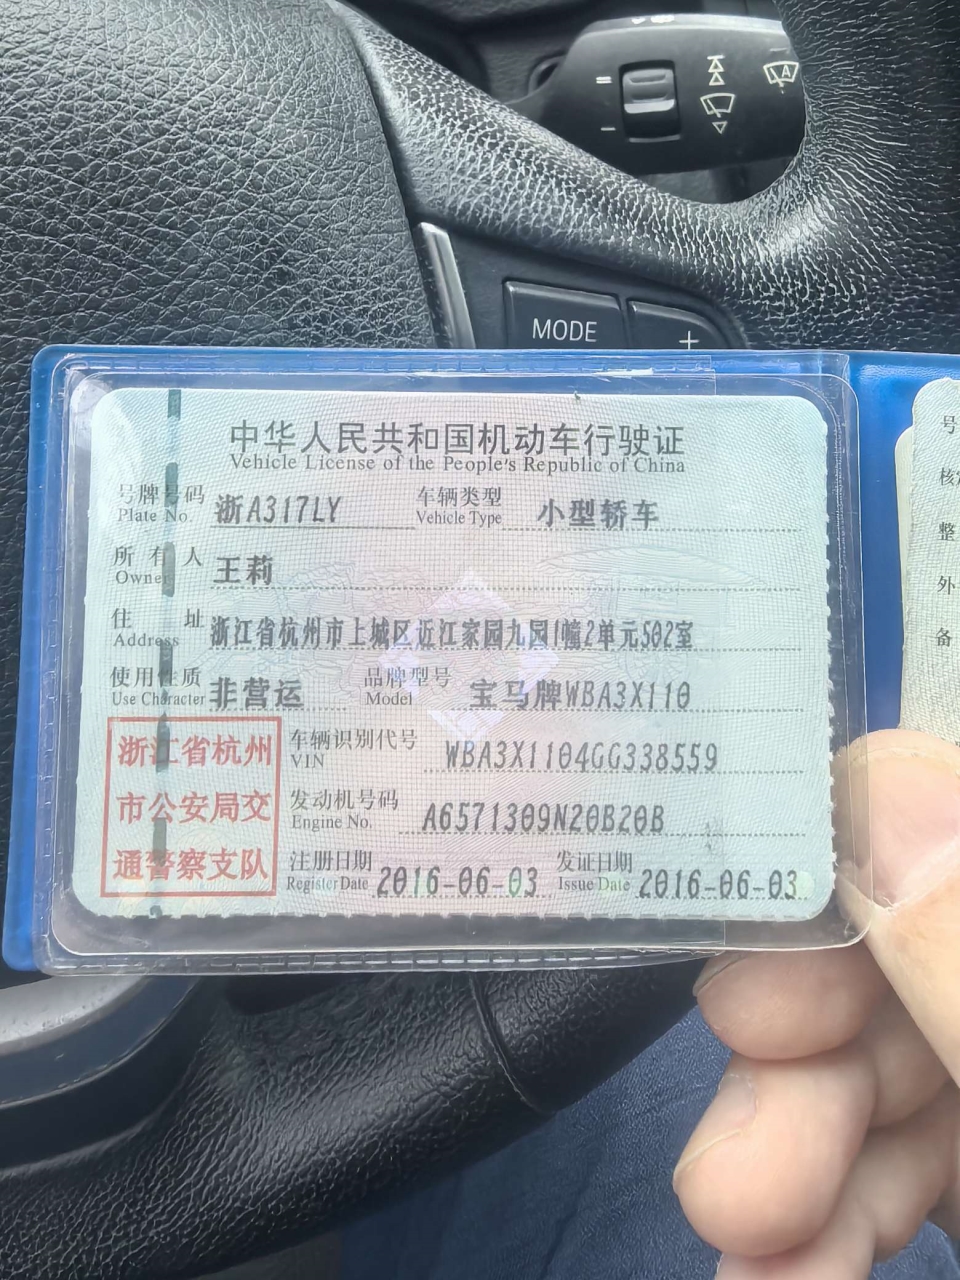 MODE
+
A
中华人民共和国机动车行驶证
Vehicle License of the People's Republic of China
号牌号码 浙A317LY 车辆类型 小型轿车
Plate No. Vehicle Type
所有人 王莉
Owner
住址 浙江省杭州市上城区近江家园九园1幢2单元502室
Address
使用性质 非营运 品牌型号 宝马牌WBA3X110
Use Character Model
浙江省杭州
市公安局交
通警察支队
车辆识别代号 WBA3X1104GG338559
VIN
发动机号码 A6571309N20B20B
Engine No.
注册日期 2016-06-03 发证日期 2016-06-03
Register Date Issue Date
号
核
整
外
备